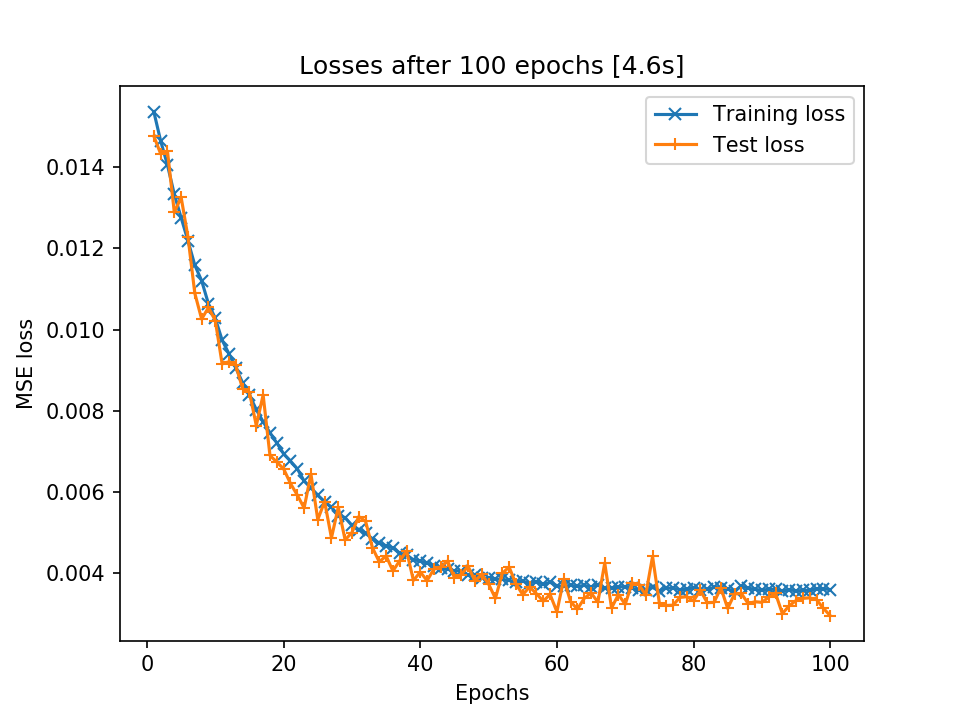 Losses after 100 epochs [4.6s]
Training loss
Test loss
MSE loss
0.014
0.012
0.010
0.008
0.006
0.004
0 20 40 60 80 100
Epochs